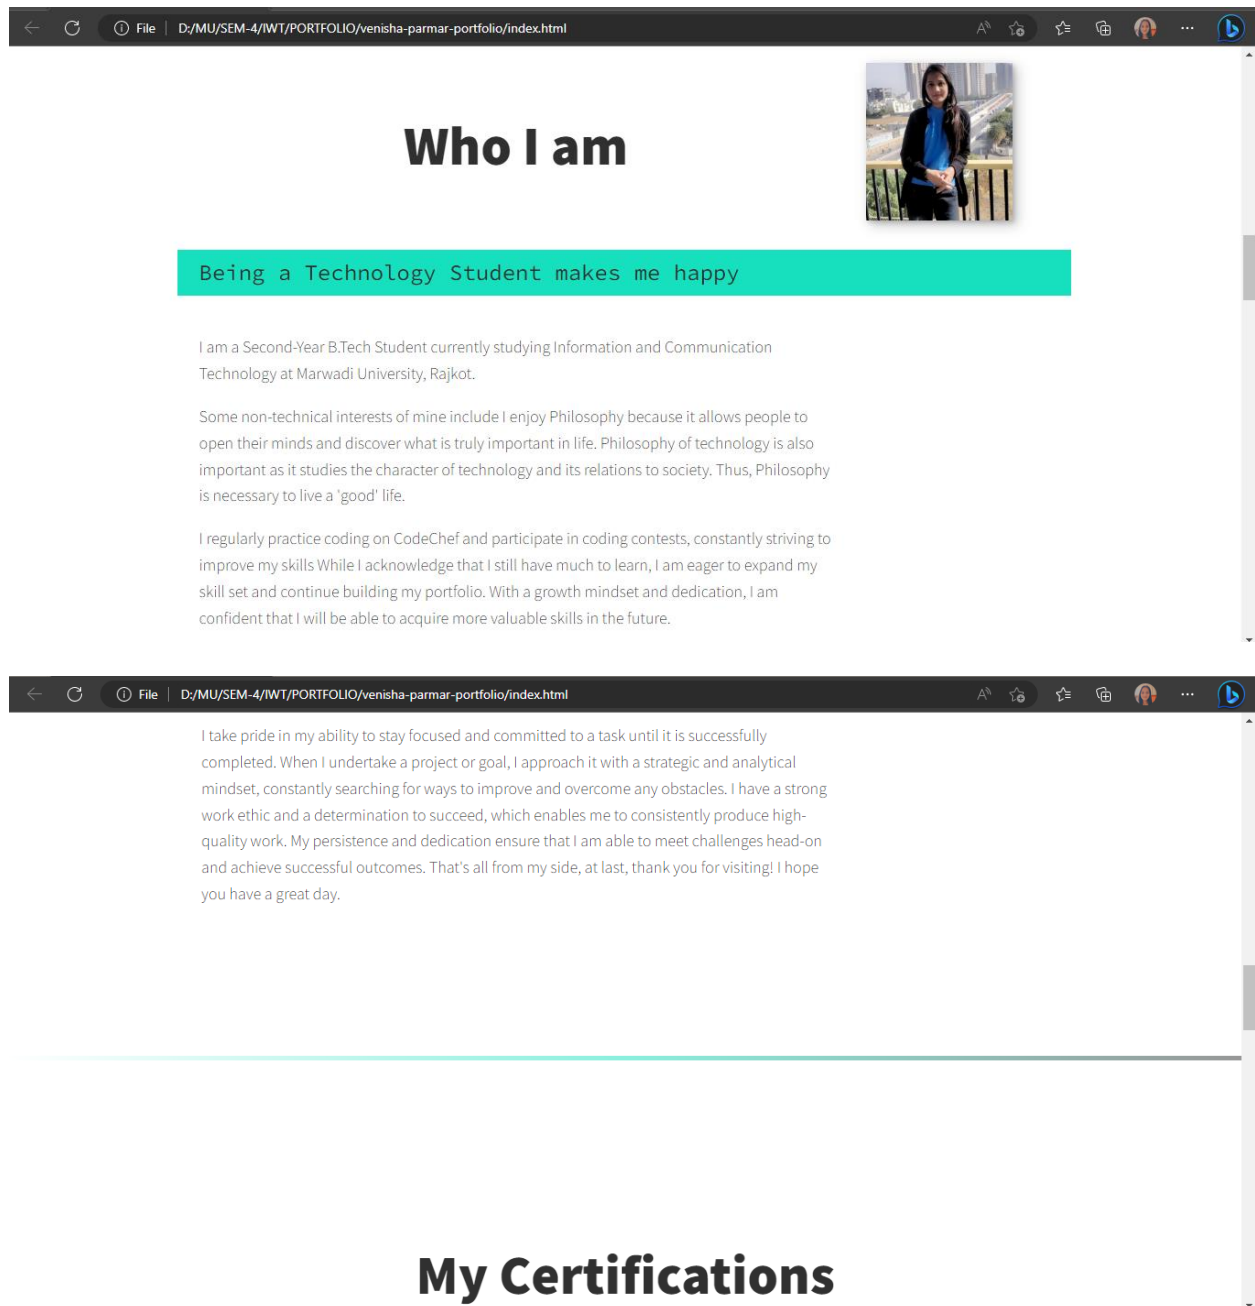 File D:/MU/SEM-4/IWT/PORTFOLIO/venisha-parmar-portfolio/index.html
Who I am
Being a Technology Student makes me happy
I am a Second-Year B.Tech Student currently studying Information and Communication
Technology at Marwadi University, Rajkot.
Some non-technical interests of mine include I enjoy Philosophy because it allows people to
open their minds and discover what is truly important in life. Philosophy of technology is also
important as it studies the character of technology and its relations to society. Thus, Philosophy
is necessary to live a 'good' life.
I regularly practice coding on CodeChef and participate in coding contests, constantly striving to
improve my skills While I acknowledge that I still have much to learn, I am eager to expand my
skill set and continue building my portfolio. With a growth mindset and dedication, I am
confident that I will be able to acquire more valuable skills in the future.
File D:/MU/SEM-4/IWT/PORTFOLIO/venisha-parmar-portfolio/index.html
I take pride in my ability to stay focused and committed to a task until it is successfully
completed. When I undertake a project or goal, I approach it with a strategic and analytical
mindset, constantly searching for ways to improve and overcome any obstacles. I have a strong
work ethic and a determination to succeed, which enables me to consistently produce high-
quality work. My persistence and dedication ensure that I am able to meet challenges head-on
and achieve successful outcomes. That's all from my side, at last, thank you for visiting! I hope
you have a great day.
My Certifications